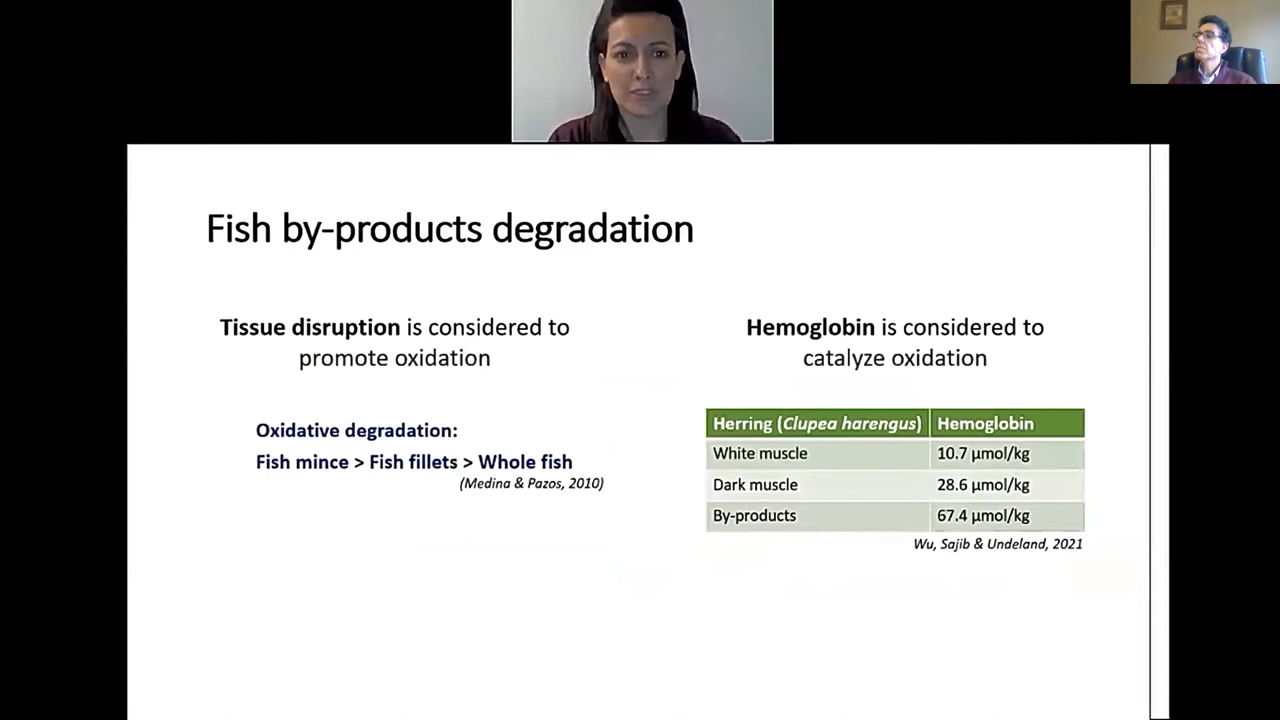 Fish by-products degradation
Tissue disruption is considered to
promote oxidation
Oxidative degradation:
Fish mince > Fish fillets > Whole fish
(Medina & Pazos, 2010)
Hemoglobin is considered to
catalyze oxidation
Herring (Clupea harengus) Hemoglobin
White muscle 10.7 µmol/kg
Dark muscle 28.6 µmol/kg
By-products 67.4 µmol/kg
Wu, Sajib & Undeland, 2021